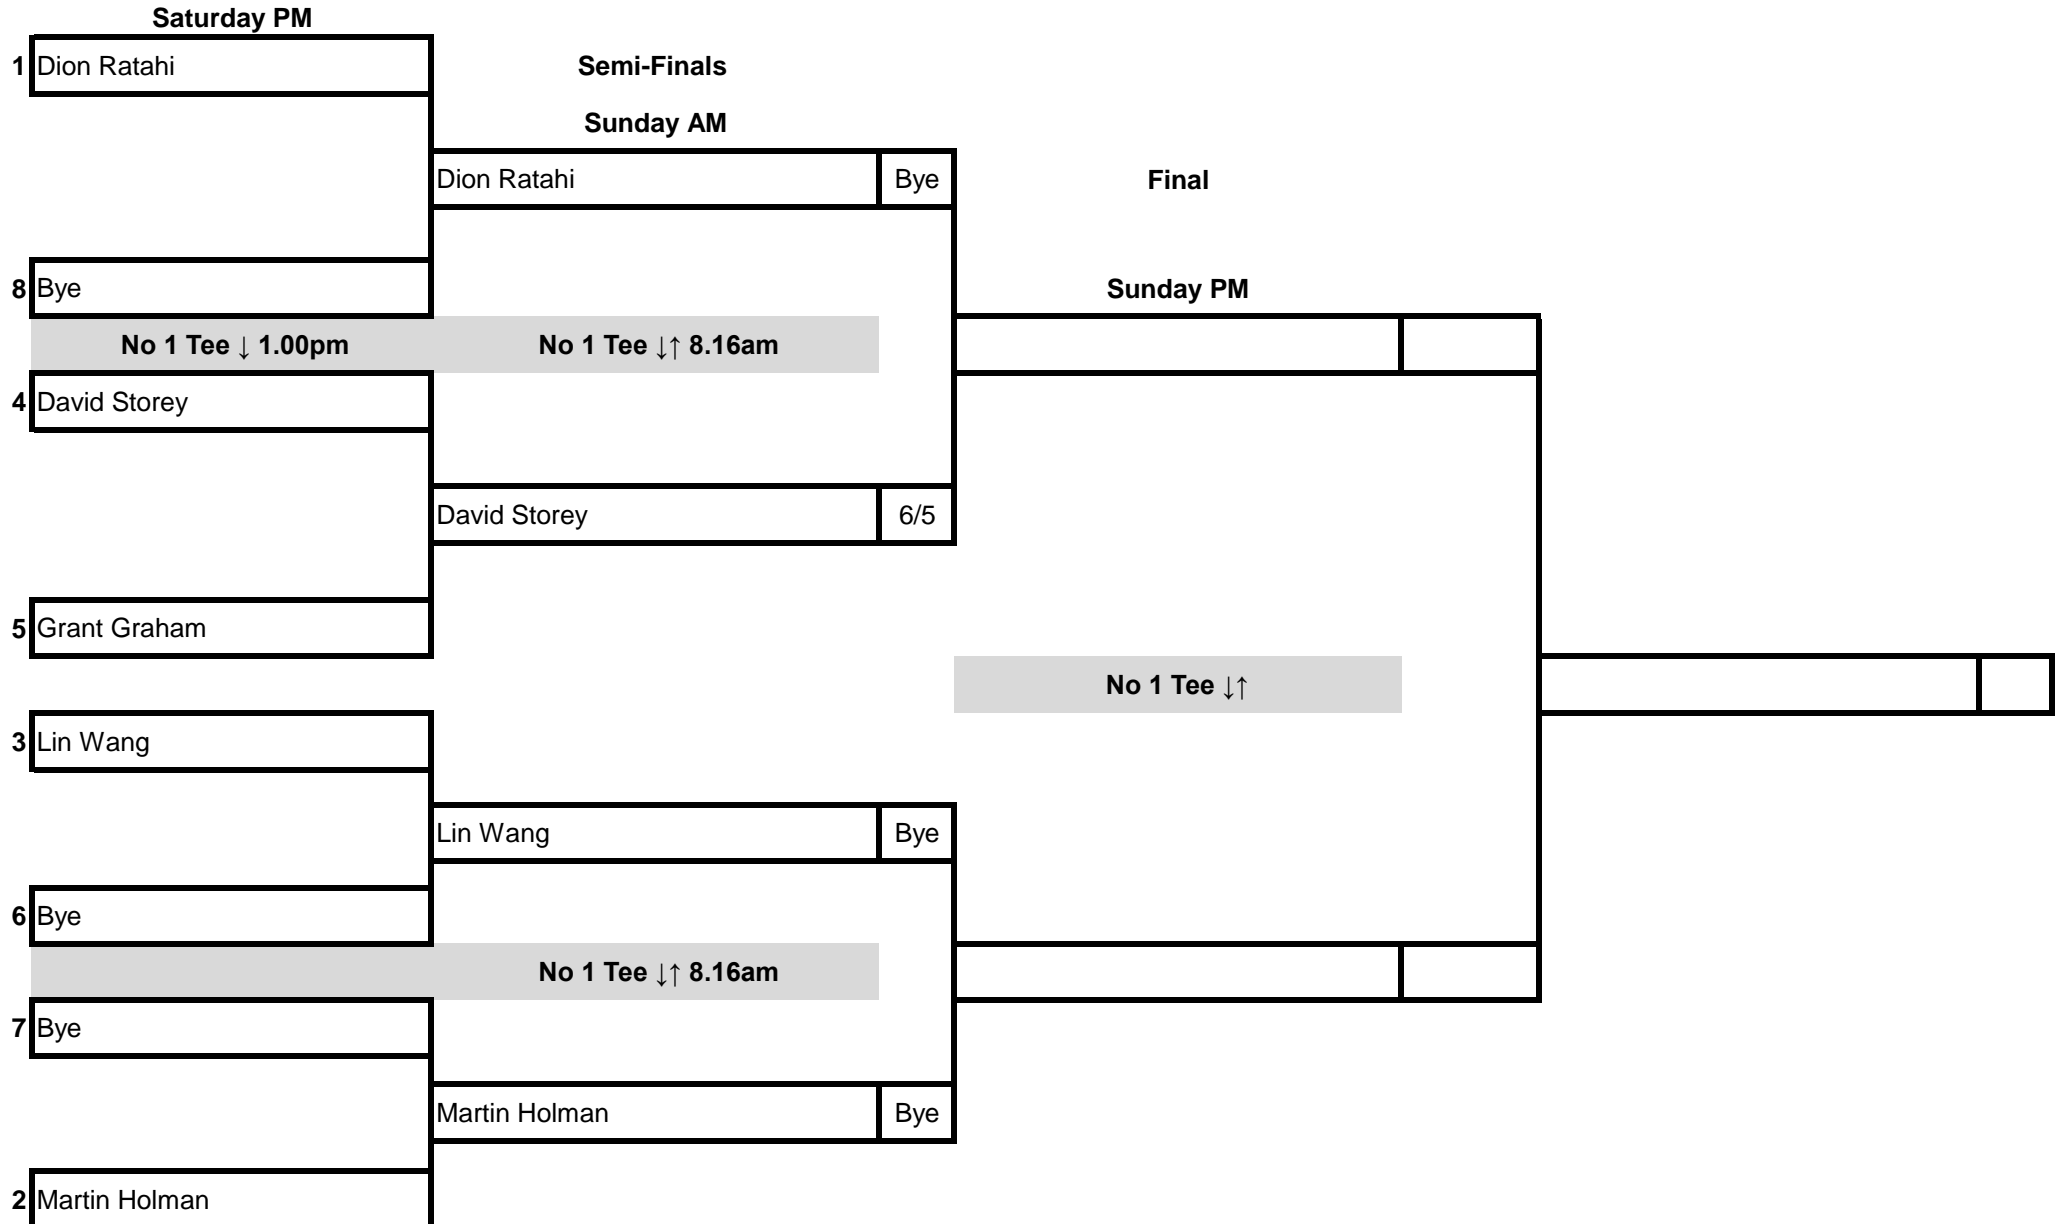 Saturday PM
1 Dion Ratahi
Semi-Finals
Sunday AM
Dion Ratahi Bye
Final
8 Bye
Sunday PM
No 1 Tee ↓ 1.00pm No 1 Tee ↓↑ 8.16am
4 David Storey
David Storey 6/5
5 Grant Graham
No 1 Tee ↓↑
3 Lin Wang
Lin Wang Bye
6 Bye
No 1 Tee ↓↑ 8.16am
7 Bye
Martin Holman Bye
2 Martin Holman